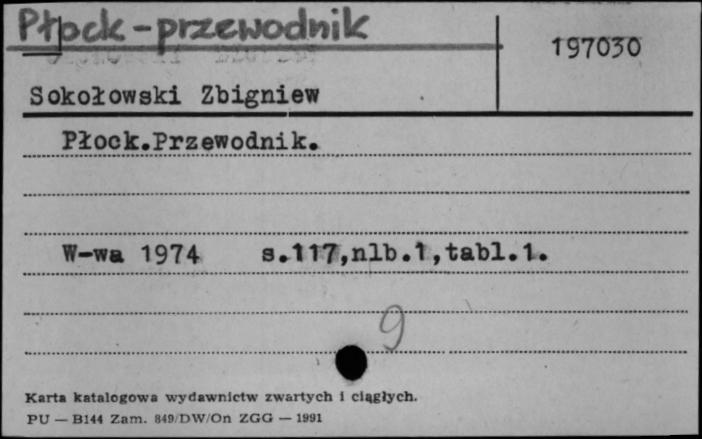 Płock-przewodnik
197030
Sokołowski Zbigniew
Płock.Przewodnik.
W-wa 1974 s.117,nlb.1,tabl.1.
9
Karta katalogowa wydawnictw zwartych i ciągłych.
PU — B144 Zam. 849/DW/On ZGG — 1991